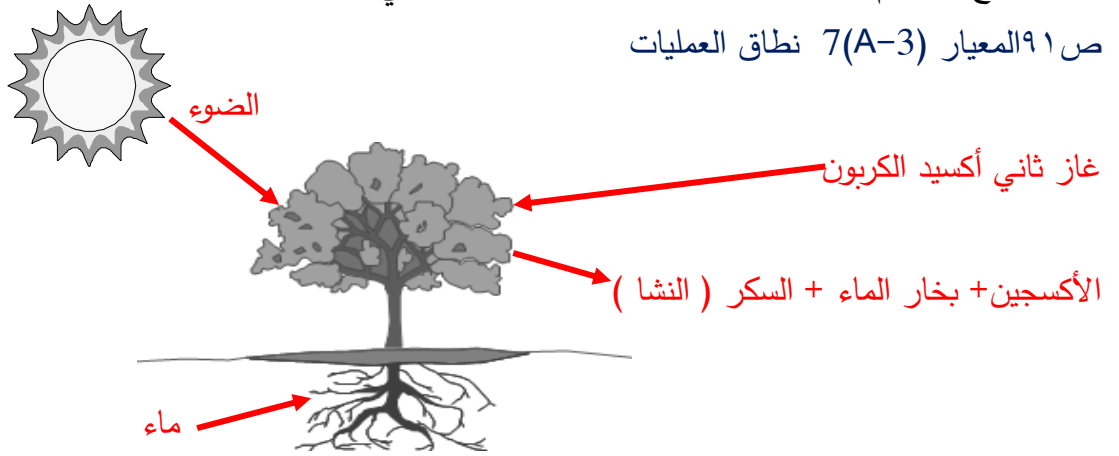 ص٩١المعيار (A-3)7 نطاق العمليات
الضوء
غاز ثاني أكسيد الكربون
الأكسجين+ بخار الماء + السكر ( النشا )
ماء